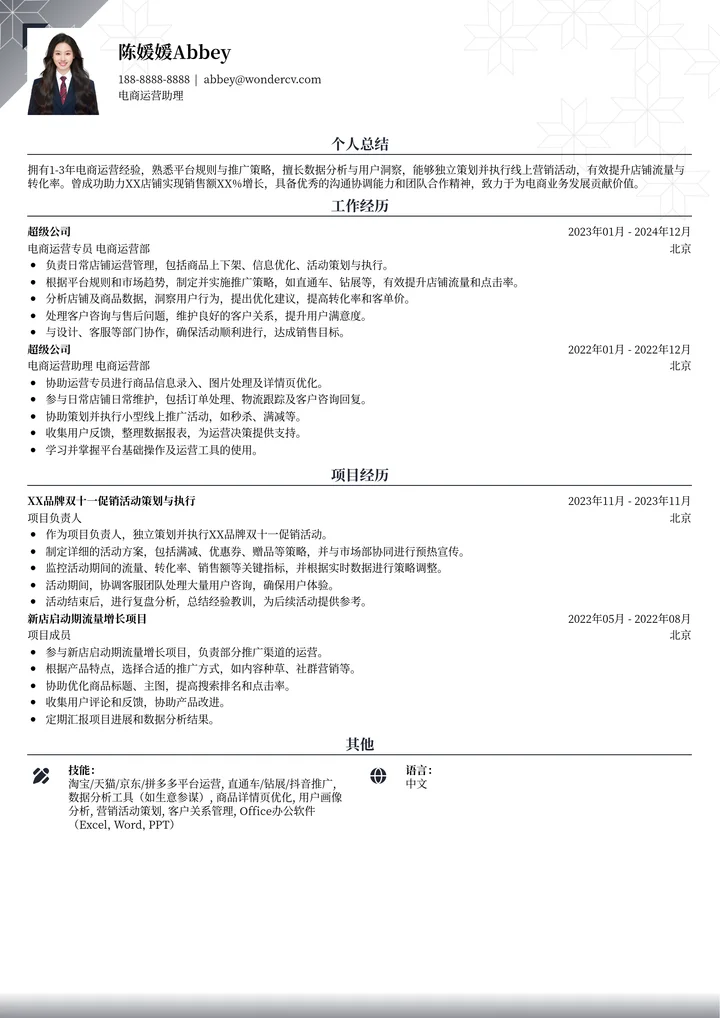 陈媛媛Abbey
188-8888-8888 | abbey@wondercv.com
电商运营助理
个人总结
拥有1-3年电商运营经验，熟悉平台规则与推广策略，擅长数据分析与用户洞察，能够独立策划并执行线上营销活动，有效提升店铺流量与
转化率。曾成功助力XX店铺实现销售额XX%增长，具备优秀的沟通协调能力和团队合作精神，致力于为电商业务发展贡献价值。
工作经历
超级公司 2023年01月 - 2024年12月
电商运营专员 电商运营部 北京
• 负责日常店铺运营管理，包括商品上下架、信息优化、活动策划与执行。
• 根据平台规则和市场趋势，制定并实施推广策略，如直通车、钻展等，有效提升店铺流量和点击率。
• 分析店铺及商品数据，洞察用户行为，提出优化建议，提高转化率和客单价。
• 处理客户咨询与售后问题，维护良好的客户关系，提升用户满意度。
• 与设计、客服等部门协作，确保活动顺利进行，达成销售目标。
超级公司 2022年01月 - 2022年12月
电商运营助理 电商运营部 北京
• 协助运营专员进行商品信息录入、图片处理及详情页优化。
• 参与日常店铺日常维护，包括订单处理、物流跟踪及客户咨询回复。
• 协助策划并执行小型线上推广活动，如秒杀、满减等。
• 收集用户反馈，整理数据报表，为运营决策提供支持。
• 学习并掌握平台基础操作及运营工具的使用。
项目经历
XX品牌双十一促销活动策划与执行 2023年11月 - 2023年11月
项目负责人 北京
• 作为项目负责人，独立策划并执行XX品牌双十一促销活动。
• 制定详细的活动方案，包括满减、优惠券、赠品等策略，并与市场部协同进行预热宣传。
• 监控活动期间的流量、转化率、销售额等关键指标，并根据实时数据进行策略调整。
• 活动期间，协调客服团队处理大量用户咨询，确保用户体验。
• 活动结束后，进行复盘分析，总结经验教训，为后续活动提供参考。
新店启动期流量增长项目 2022年05月 - 2022年08月
项目成员 北京
• 参与新店启动期流量增长项目，负责部分推广渠道的运营。
• 根据产品特点，选择合适的推广方式，如内容种草、社群营销等。
• 协助优化商品标题、主图，提高搜索排名和点击率。
• 收集用户评论和反馈，协助产品改进。
• 定期汇报项目进展和数据分析结果。
其他
技能：
淘宝/天猫/京东/拼多多平台运营, 直通车/钻展/抖音推广,
数据分析工具（如生意参谋）, 商品详情页优化, 用户画像
分析, 营销活动策划, 客户关系管理, Office办公软件
（Excel, Word, PPT）
语言：
中文